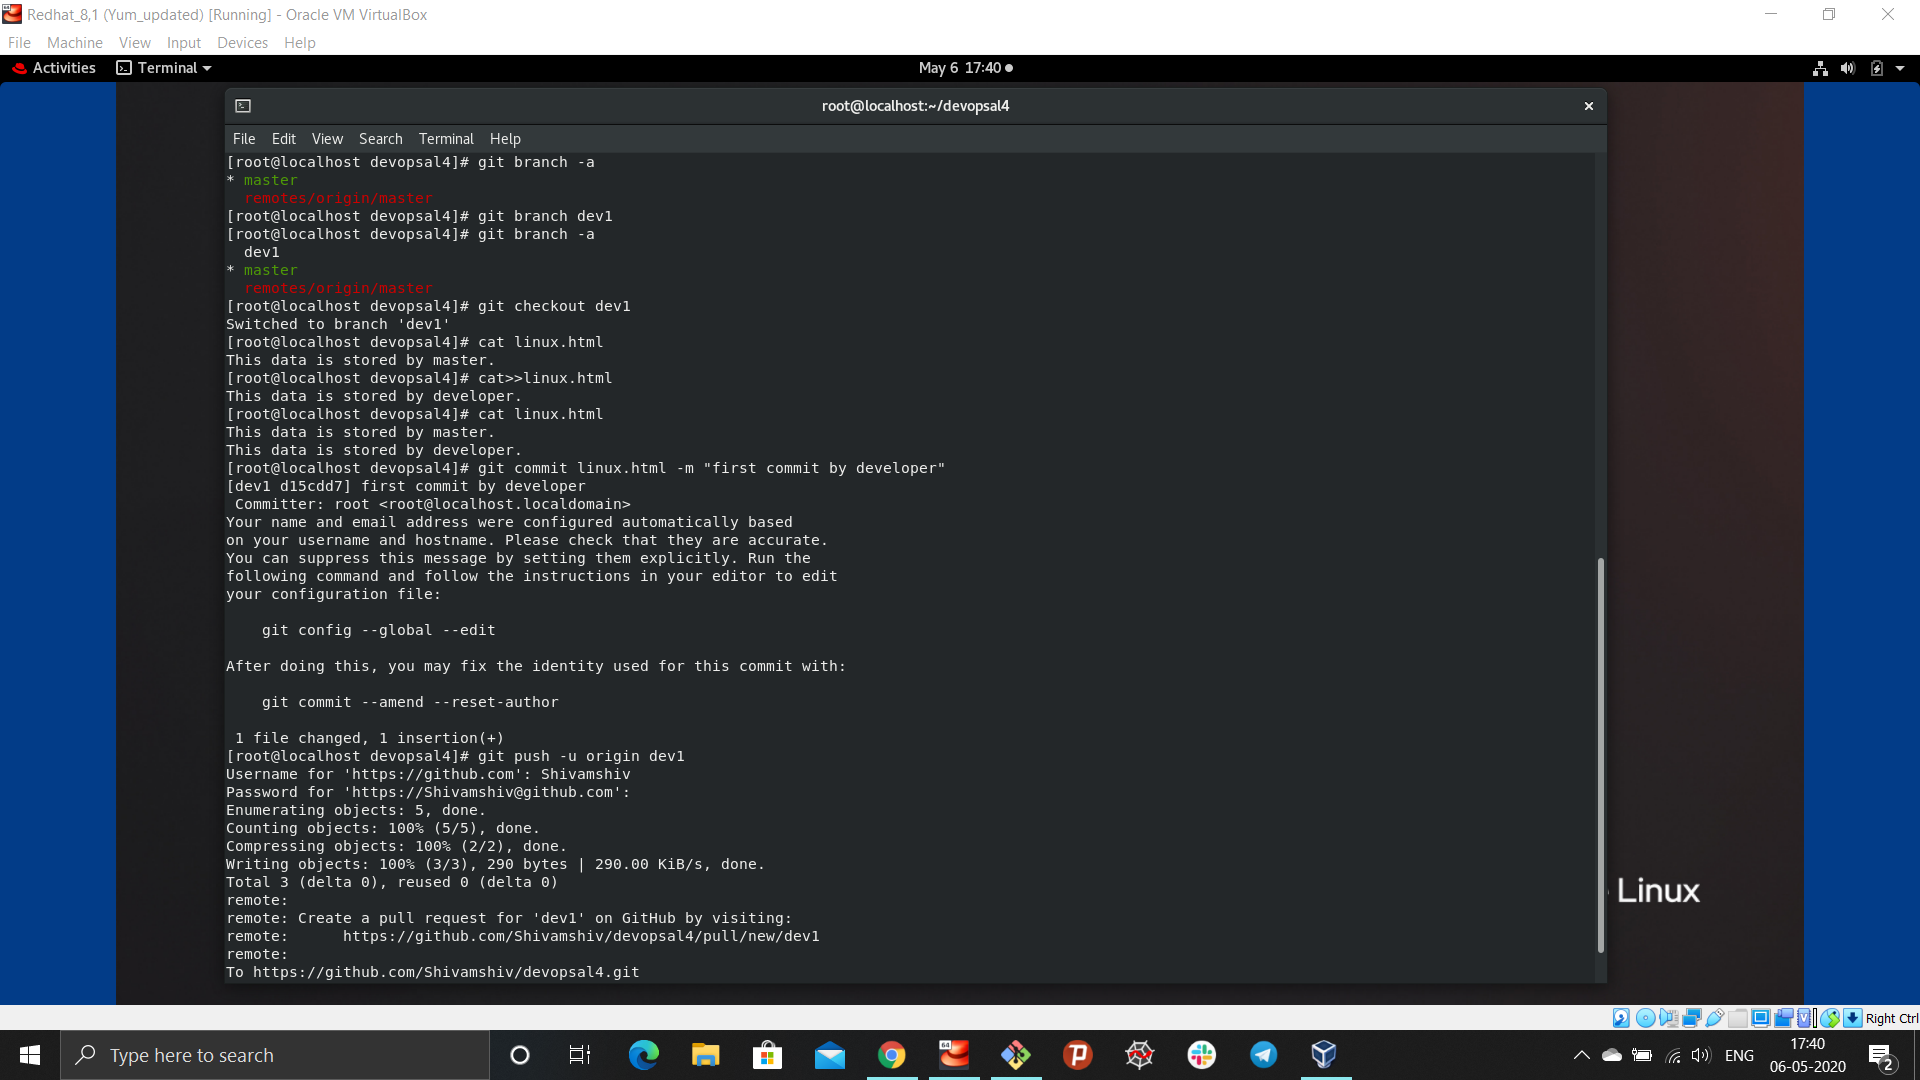 Redhat_8,1 (Yum_updated) [Running] - Oracle VM VirtualBox
File Machine View Input Devices Help
Activities Terminal May 6 17:40
root@localhost:~/devopsal4
File Edit View Search Terminal Help
[root@localhost devopsal4]# git branch -a
* master
  remotes/origin/master
[root@localhost devopsal4]# git branch dev1
[root@localhost devopsal4]# git branch -a
  dev1
* master
  remotes/origin/master
[root@localhost devopsal4]# git checkout dev1
Switched to branch 'dev1'
[root@localhost devopsal4]# cat linux.html
This data is stored by master.
[root@localhost devopsal4]# cat>>linux.html
This data is stored by developer.
[root@localhost devopsal4]# cat linux.html
This data is stored by master.
This data is stored by developer.
[root@localhost devopsal4]# git commit linux.html -m "first commit by developer"
[dev1 d15cdd7] first commit by developer
 Committer: root <root@localhost.localdomain>
Your name and email address were configured automatically based
on your username and hostname. Please check that they are accurate.
You can suppress this message by setting them explicitly. Run the
following command and follow the instructions in your editor to edit
your configuration file:
    git config --global --edit
After doing this, you may fix the identity used for this commit with:
    git commit --amend --reset-author
 1 file changed, 1 insertion(+)
[root@localhost devopsal4]# git push -u origin dev1
Username for 'https://github.com': Shivamshiv
Password for 'https://Shivamshiv@github.com':
Enumerating objects: 5, done.
Counting objects: 100% (5/5), done.
Compressing objects: 100% (2/2), done.
Writing objects: 100% (3/3), 290 bytes | 290.00 KiB/s, done.
Total 3 (delta 0), reused 0 (delta 0)
remote:
remote: Create a pull request for 'dev1' on GitHub by visiting:
remote:      https://github.com/Shivamshiv/devopsal4/pull/new/dev1
remote:
To https://github.com/Shivamshiv/devopsal4.git
Linux
Right Ctrl
Type here to search
64
ENG
17:40
06-05-2020
2